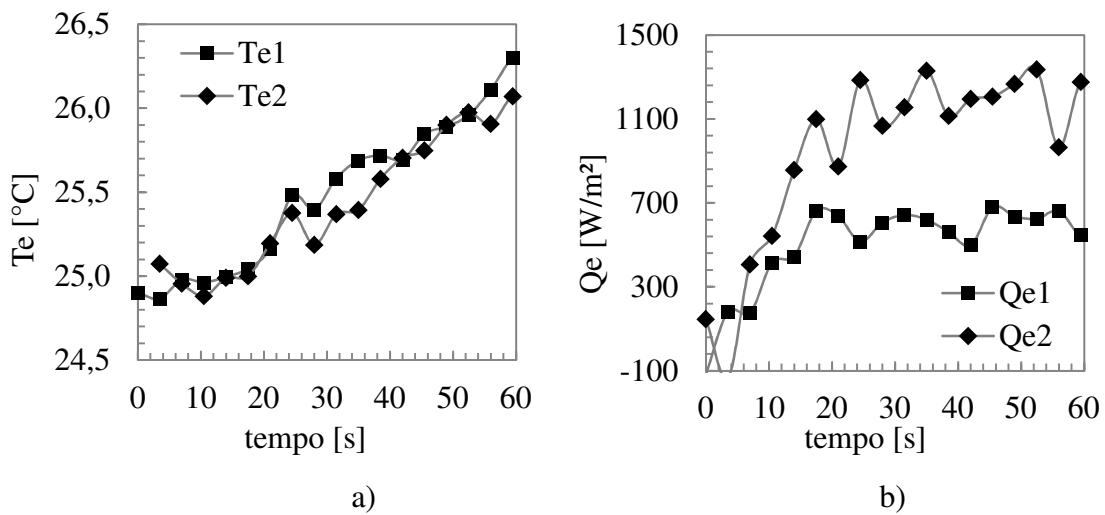 26,5
26,0
25,5
25,0
24,5
Te [°C]
Te1
Te2
0 10 20 30 40 50 60
tempo [s]
a)
1500
1100
700
300
-100
Qe [W/m²]
Qe1
Qe2
0 10 20 30 40 50 60
tempo [s]
b)